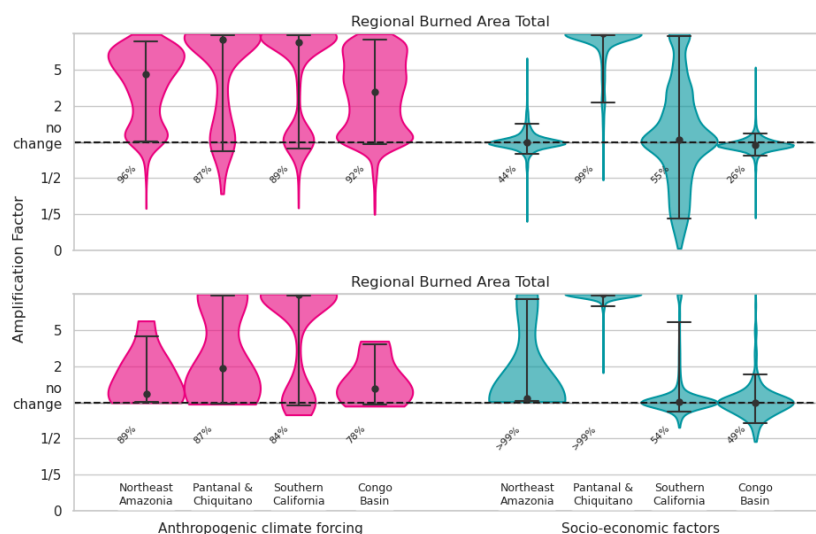 Regional Burned Area Total
5
2
no
change
1/2
1/5
0
96%
87%
89%
92%
44%
99%
55%
26%
Amplification Factor
Regional Burned Area Total
5
2
no
change
1/2
1/5
0
89%
87%
84%
78%
>99%
>99%
54%
49%
Northeast
Amazonia
Pantanal &
Chiquitano
Southern
California
Congo
Basin
Northeast
Amazonia
Pantanal &
Chiquitano
Southern
California
Congo
Basin
Anthropogenic climate forcing
Socio-economic factors